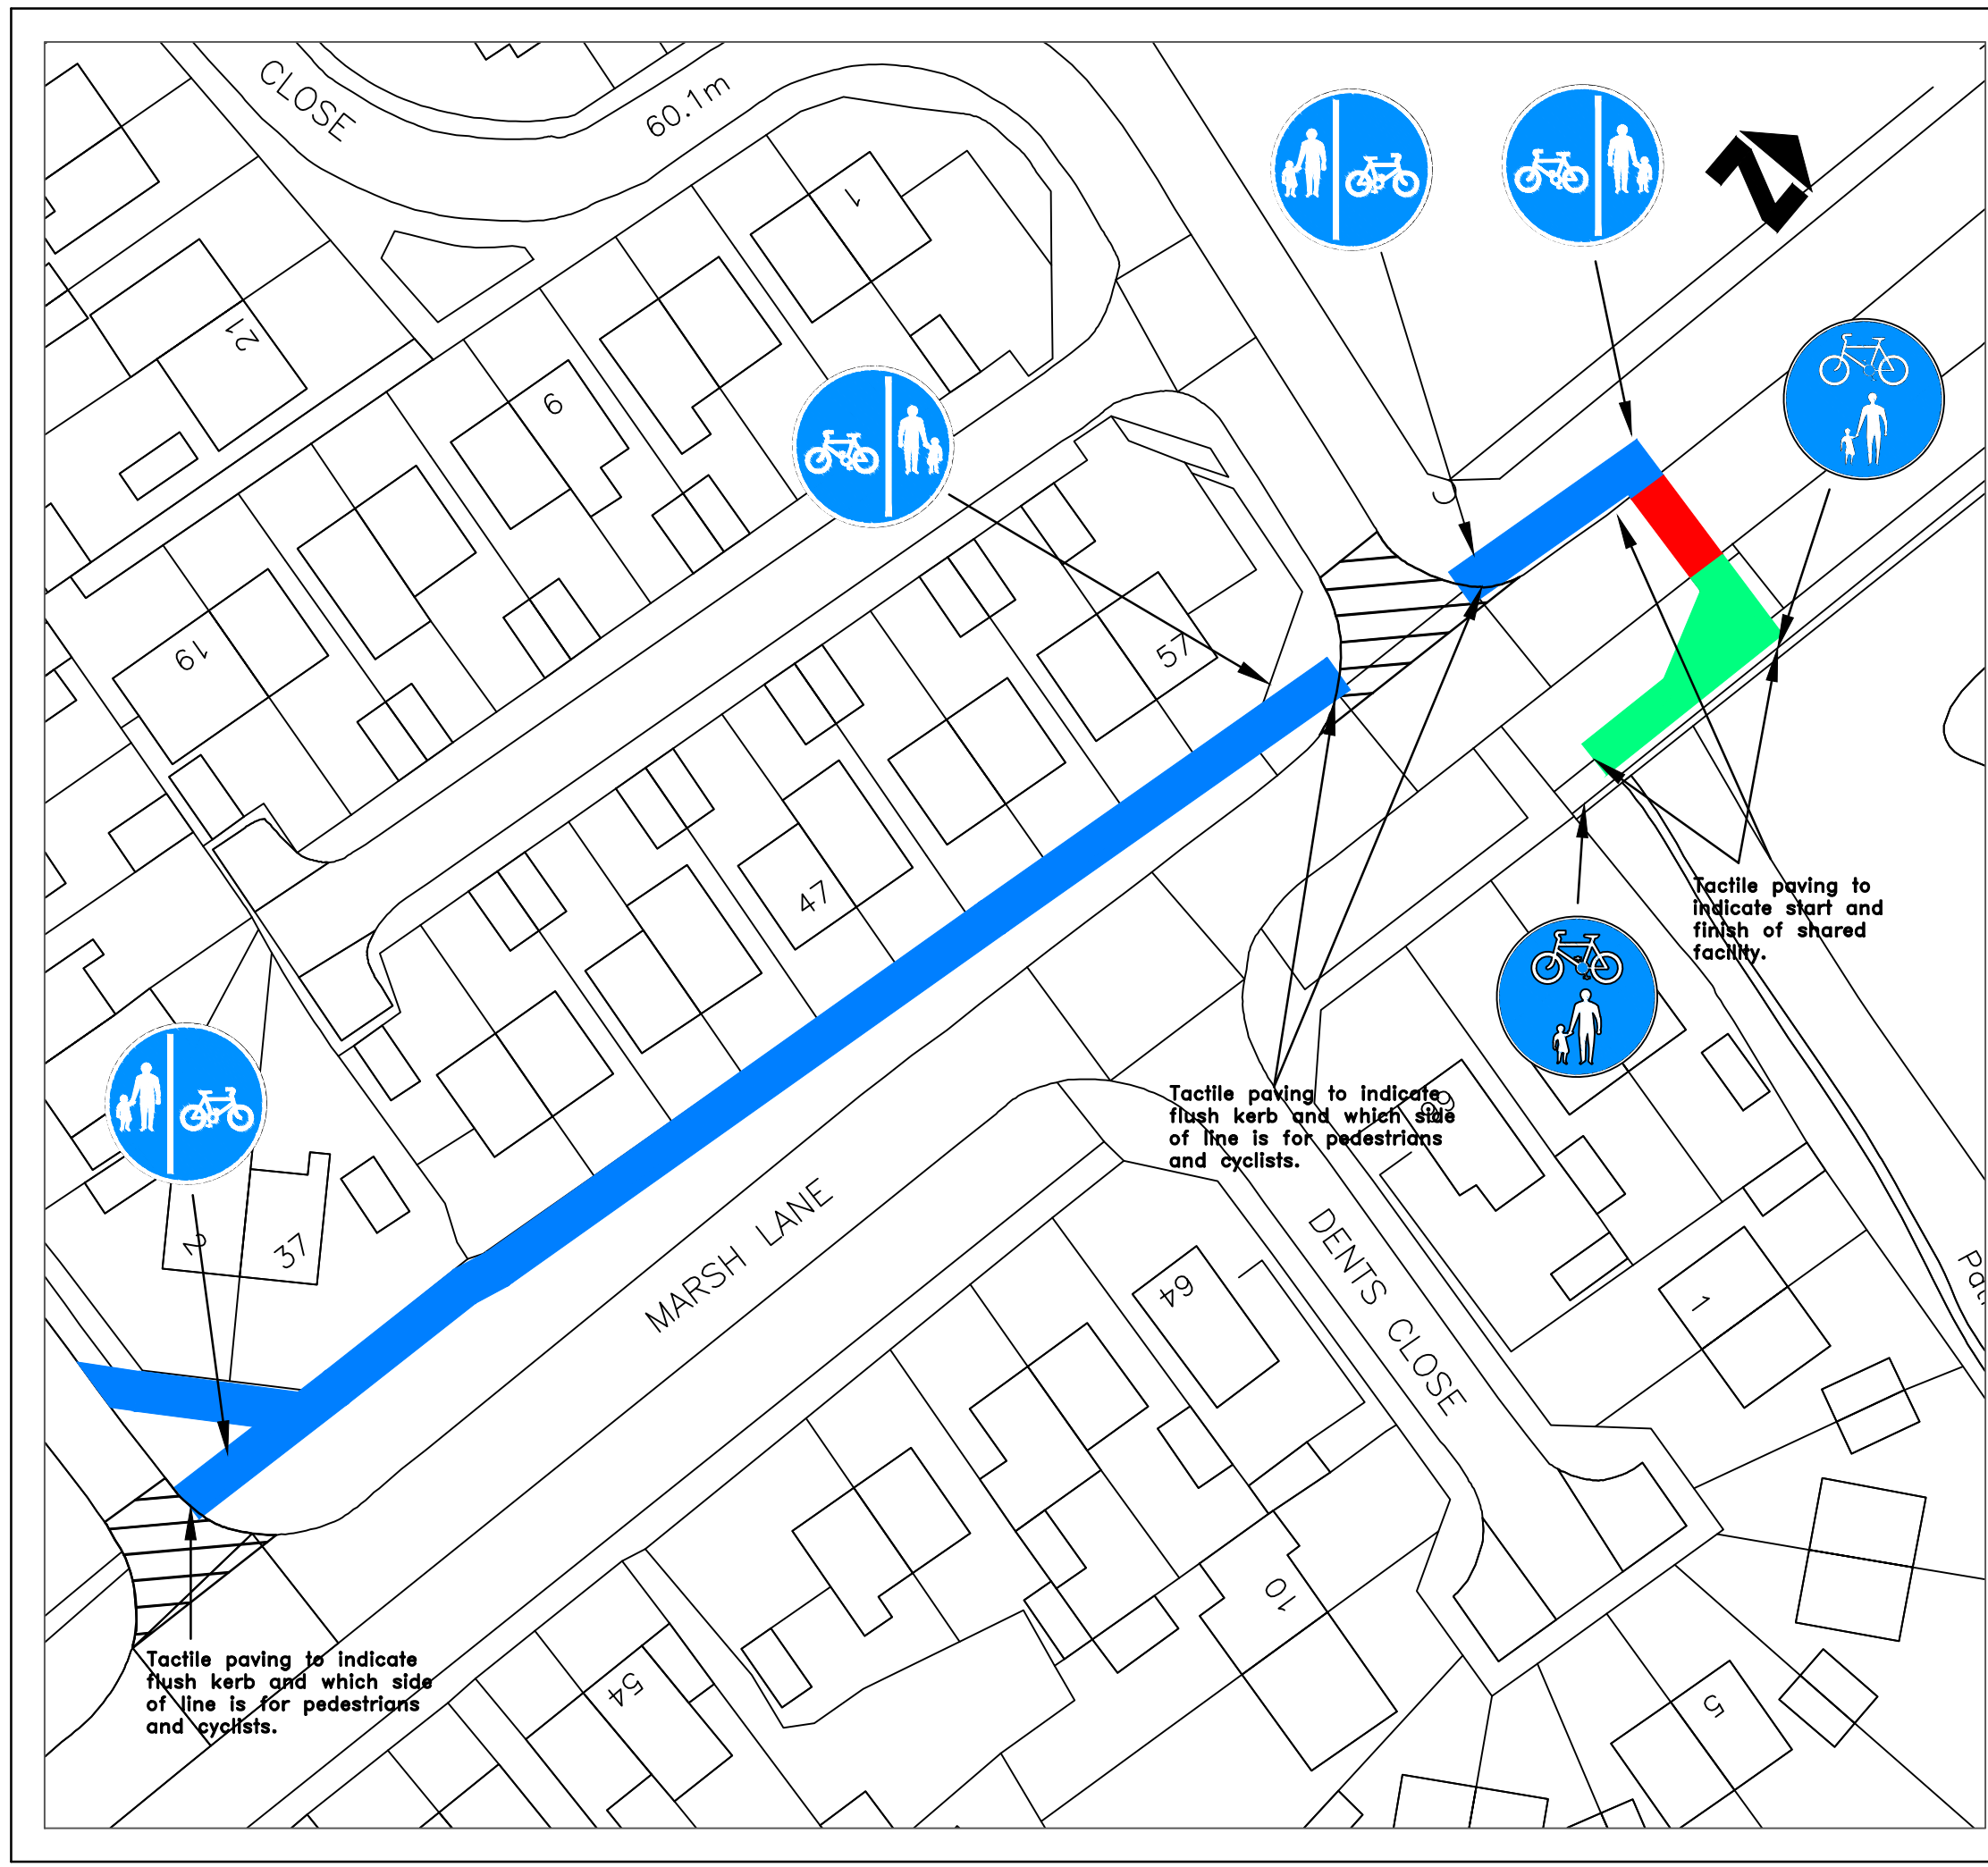 CLOSE
60.1m
1
21
9
19
57
47
Tactile paving to
indicate start and
finish of shared
facility.
Tactile paving to indicate
flush kerb and which side
of line is for pedestrians
and cyclists.
69
2
37
MARSH LANE
DENTS CLOSE
64
1
10
54
5
Tactile paving to indicate
flush kerb and which side
of line is for pedestrians
and cyclists.